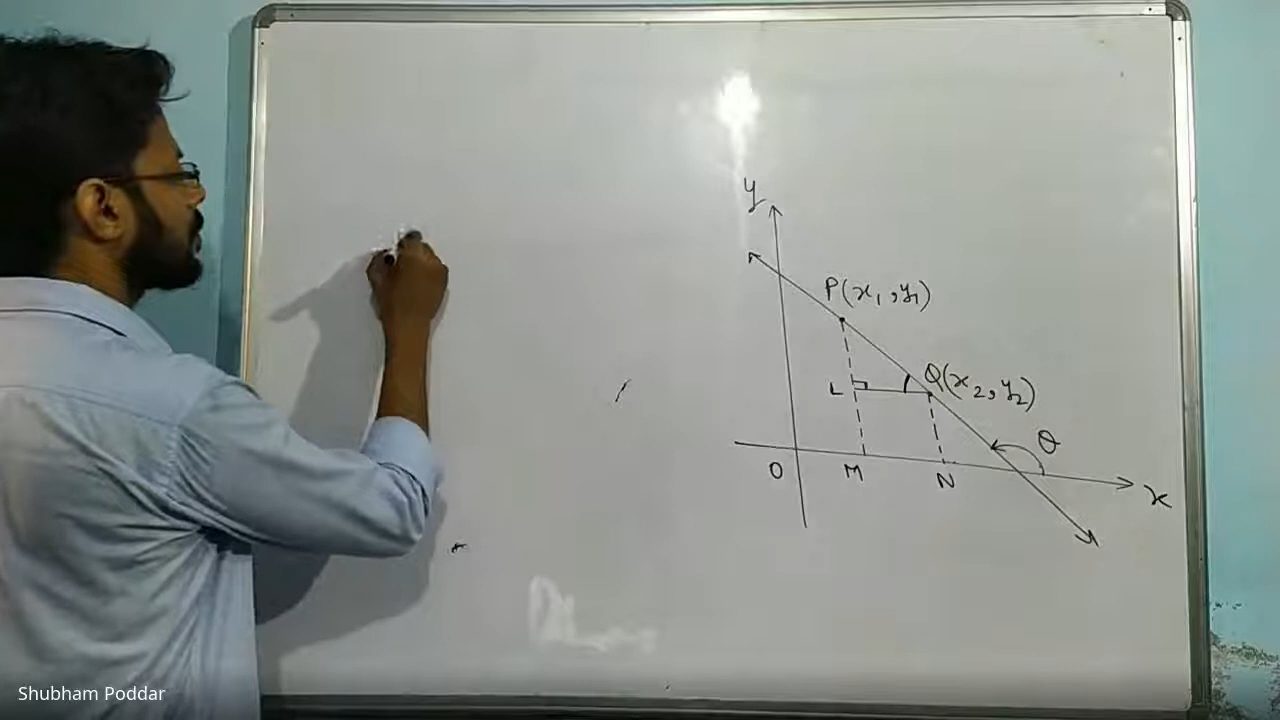 y
P(x₁,y₁)
L
Q(x₂,y₂)
θ
O
M
N
x
Shubham Poddar